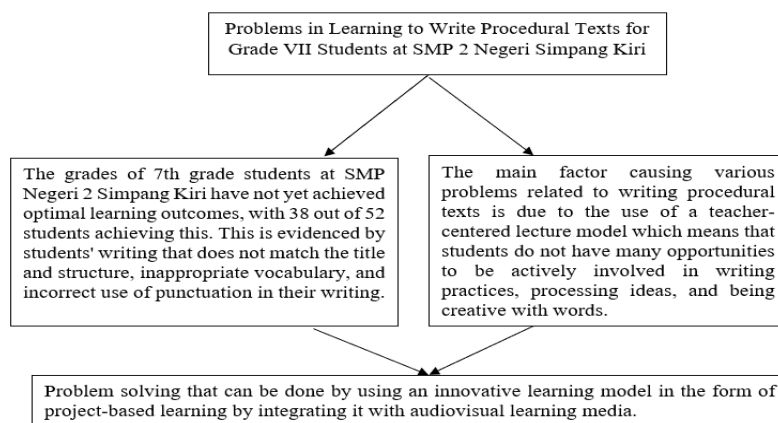 Problems in Learning to Write Procedural Texts for
Grade VII Students at SMP 2 Negeri Simpang Kiri
The grades of 7th grade students at SMP
Negeri 2 Simpang Kiri have not yet achieved
optimal learning outcomes, with 38 out of 52
students achieving this. This is evidenced by
students' writing that does not match the title
and structure, inappropriate vocabulary, and
incorrect use of punctuation in their writing.
The main factor causing various
problems related to writing procedural
texts is due to the use of a teacher-
centered lecture model which means that
students do not have many opportunities
to be actively involved in writing
practices, processing ideas, and being
creative with words.
Problem solving that can be done by using an innovative learning model in the form of
project-based learning by integrating it with audiovisual learning media.